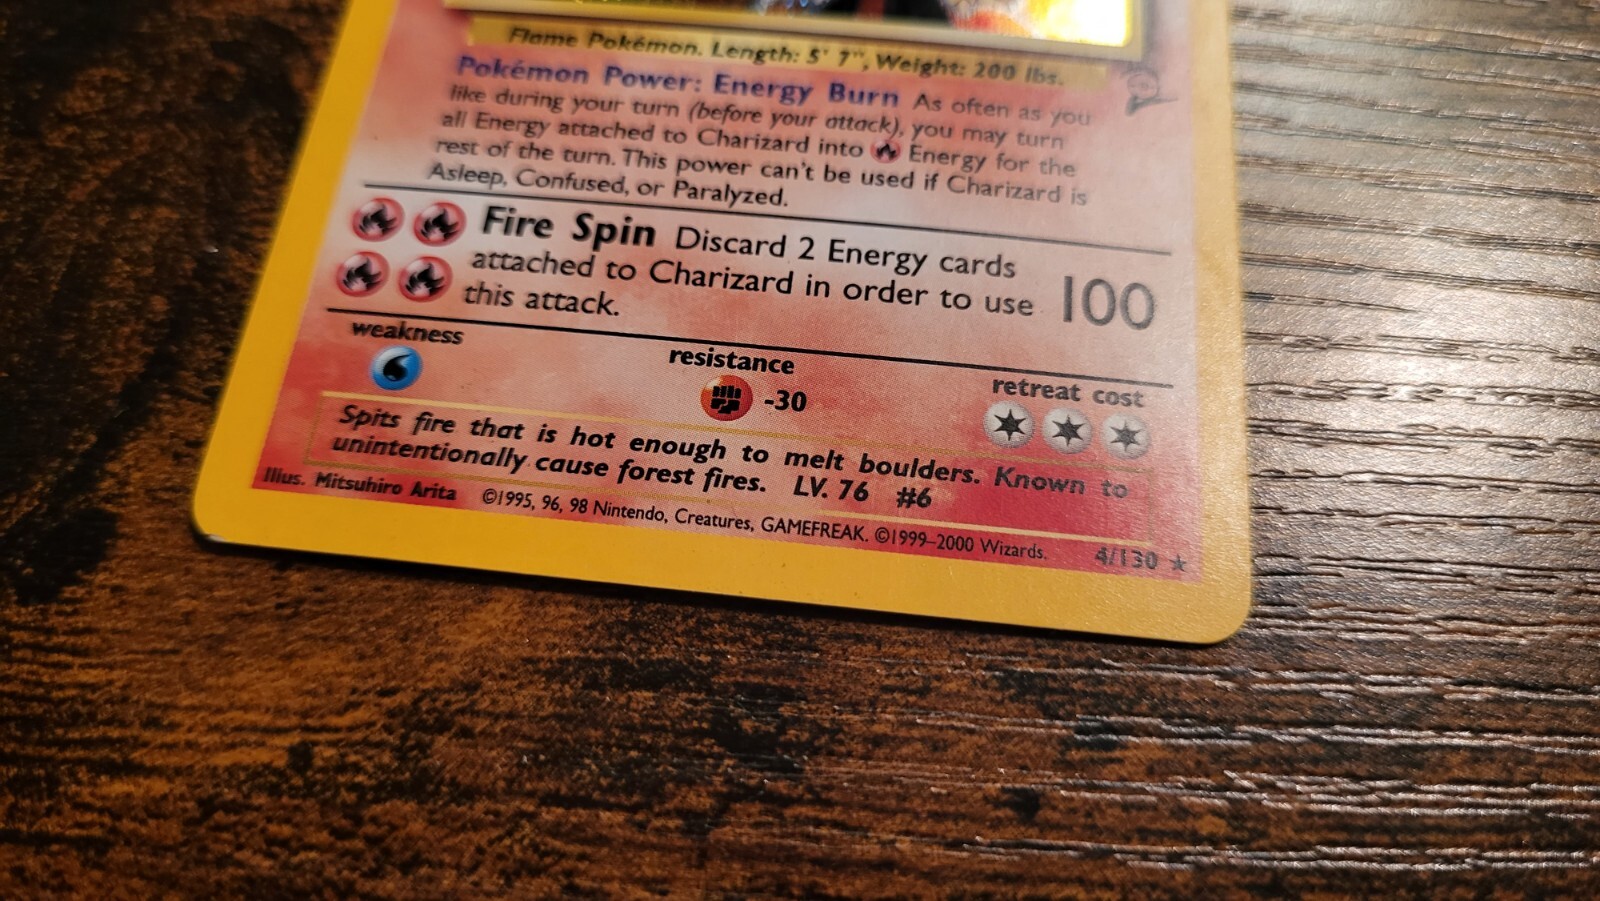 Flame Pokémon. Length: 5' 7", Weight: 200 lbs.
Pokémon Power: Energy Burn As often as you
like during your turn (before your attack), you may turn
all Energy attached to Charizard into Energy for the
rest of the turn. This power can't be used if Charizard is
Asleep, Confused, or Paralyzed.
Fire Spin Discard 2 Energy cards
attached to Charizard in order to use
this attack.
100
weakness
resistance
-30
retreat cost
Spits fire that is hot enough to melt boulders. Known to
unintentionally cause forest fires. LV. 76 #6
Illus. Mitsuhiro Arita ©1995, 96, 98 Nintendo, Creatures, GAMEFREAK. ©1999–2000 Wizards. 4/130 ★